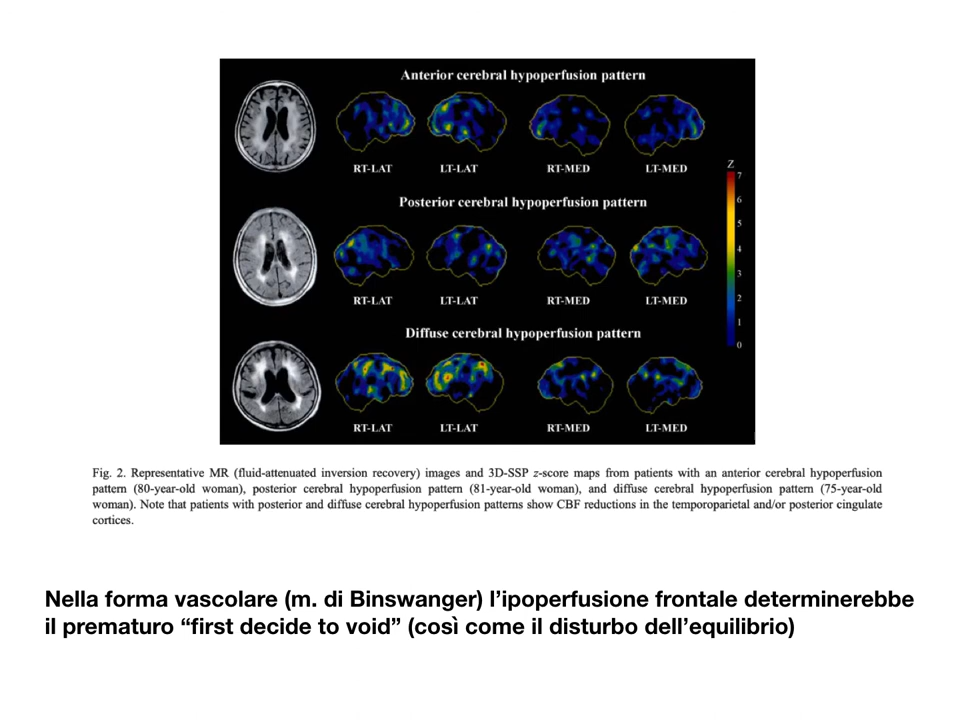 Anterior cerebral hypoperfusion pattern
RT-LAT LT-LAT RT-MED LT-MED
Z
7
Posterior cerebral hypoperfusion pattern
6
5
4
3
RT-LAT LT-LAT RT-MED LT-MED
2
1
Diffuse cerebral hypoperfusion pattern
0
RT-LAT LT-LAT RT-MED LT-MED
Fig. 2. Representative MR (fluid-attenuated inversion recovery) images and 3D-SSP z-score maps from patients with an anterior cerebral hypoperfusion
pattern (80-year-old woman), posterior cerebral hypoperfusion pattern (81-year-old woman), and diffuse cerebral hypoperfusion pattern (75-year-old
woman). Note that patients with posterior and diffuse cerebral hypoperfusion patterns show CBF reductions in the temporoparietal and/or posterior cingulate
cortices.
Nella forma vascolare (m. di Binswanger) l’ipoperfusione frontale determinerebbe
il prematuro “first decide to void” (così come il disturbo dell’equilibrio)